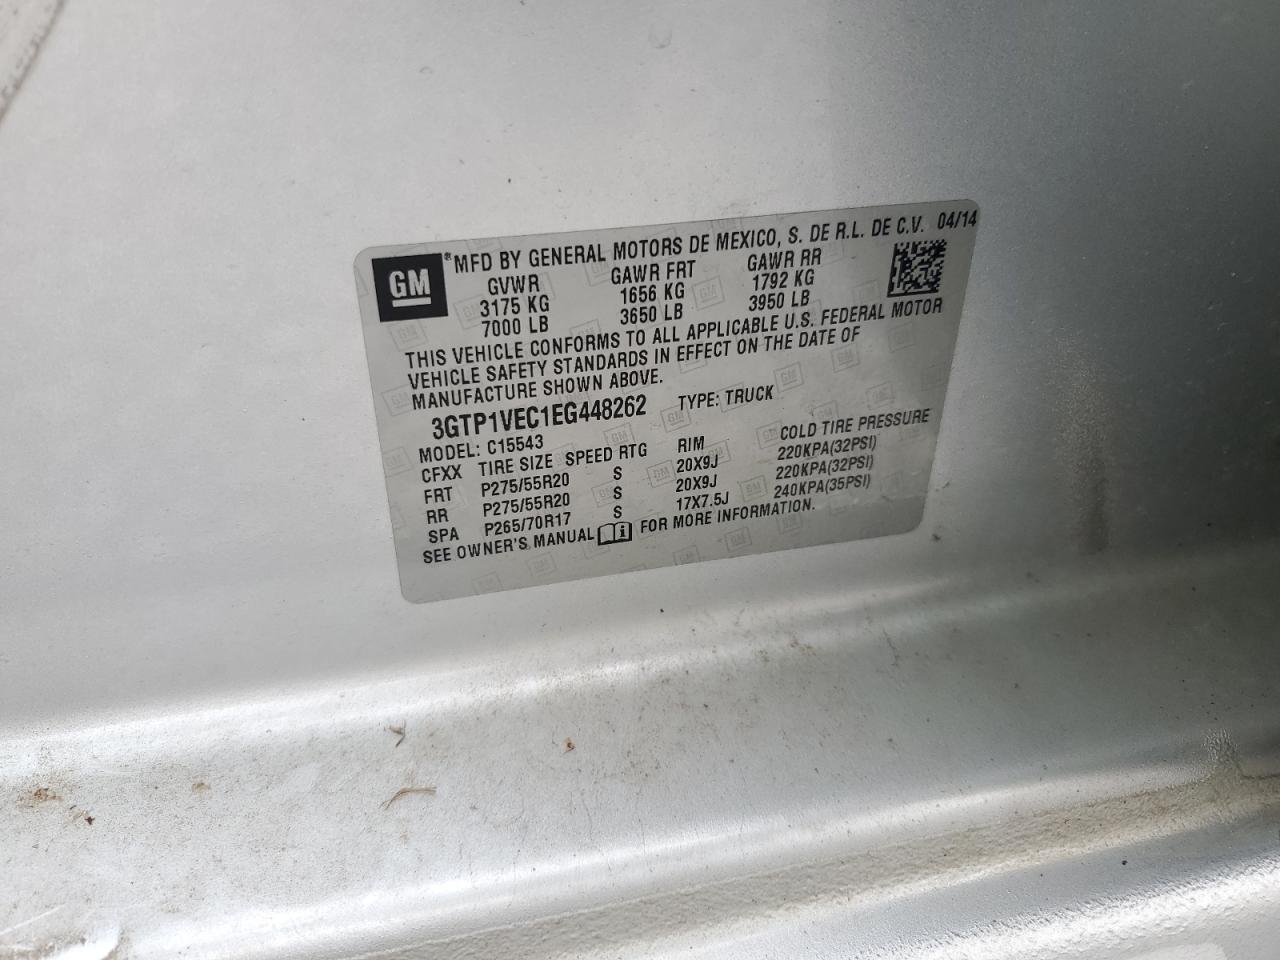 GM ® MFD BY GENERAL MOTORS DE MEXICO, S. DE R.L. DE C.V. 04/14
GVWR GAWR FRT GAWR RR
3175 KG 1656 KG 1792 KG
7000 LB 3650 LB 3950 LB
THIS VEHICLE CONFORMS TO ALL APPLICABLE U.S. FEDERAL MOTOR
VEHICLE SAFETY STANDARDS IN EFFECT ON THE DATE OF
MANUFACTURE SHOWN ABOVE.
3GTP1VEC1EG448262 TYPE: TRUCK
MODEL: C15543
CFXX TIRE SIZE SPEED RTG RIM COLD TIRE PRESSURE
FRT P275/55R20 S 20X9J 220KPA(32PSI)
RR P275/55R20 S 20X9J 220KPA(32PSI)
SPA P265/70R17 S 17X7.5J 240KPA(35PSI)
SEE OWNER'S MANUAL i FOR MORE INFORMATION.